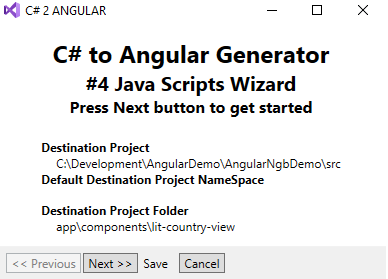 C# 2 ANGULAR
C# to Angular Generator
#4 Java Scripts Wizard
Press Next button to get started
Destination Project
C:\Development\AngularDemo\AngularNgbDemo\src
Default Destination Project NameSpace
Destination Project Folder
app\components\lit-country-view
<< Previous Next >> Save Cancel